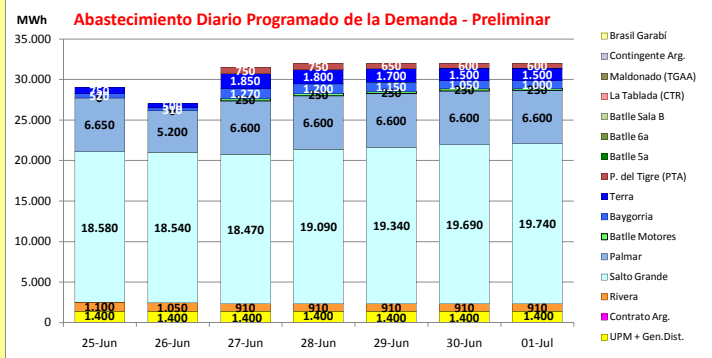 MWh
Abastecimiento Diario Programado de la Demanda - Preliminar
35.000
30.000
25.000
20.000
15.000
10.000
5.000
0
750
520
6.650
18.580
1.100
1.400
25-Jun
500
5.200
18.540
1.050
1.400
26-Jun
750
1.850
1.270
250
6.600
18.470
910
1.400
27-Jun
750
1.800
1.200
250
6.600
19.090
910
1.400
28-Jun
650
1.700
1.150
250
6.600
19.340
910
1.400
29-Jun
600
1.500
1.050
250
6.600
19.690
910
1.400
30-Jun
600
1.500
1.000
250
6.600
19.740
910
1.400
01-Jul
Brasil Garabí
Contingente Arg.
Maldonado (TGAA)
La Tablada (CTR)
Batlle Sala B
Batlle 6a
Batlle 5a
P. del Tigre (PTA)
Terra
Baygorria
Batlle Motores
Palmar
Salto Grande
Rivera
Contrato Arg.
UPM + Gen.Dist.